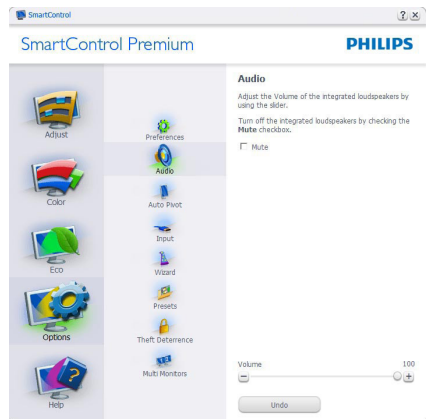 SmartControl
SmartControl Premium
PHILIPS
Adjust
Color
Eco
Options
Help
Preferences
Audio
Auto Pivot
Input
Wizard
Presets
Theft Deterrence
Multi Monitors
Audio
Adjust the Volume of the integrated loudspeakers by
using the slider.
Turn off the integrated loudspeakers by checking the
Mute checkbox.
Mute
Volume 100
Undo